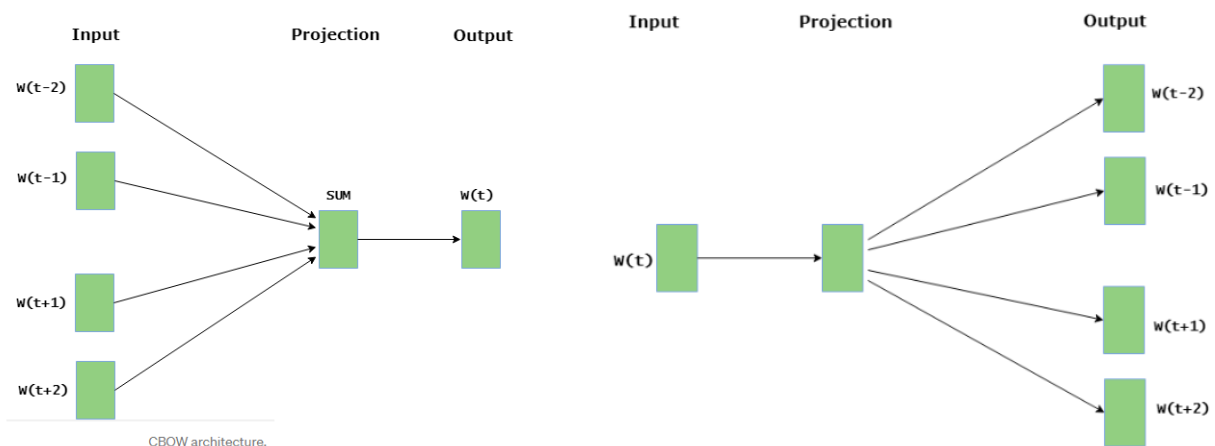 Input Projection Output
W(t-2)
W(t-1)
SUM W(t)
W(t+1)
W(t+2)
CBOW architecture.
Input Projection Output
W(t-2)
W(t-1)
W(t)
W(t+1)
W(t+2)